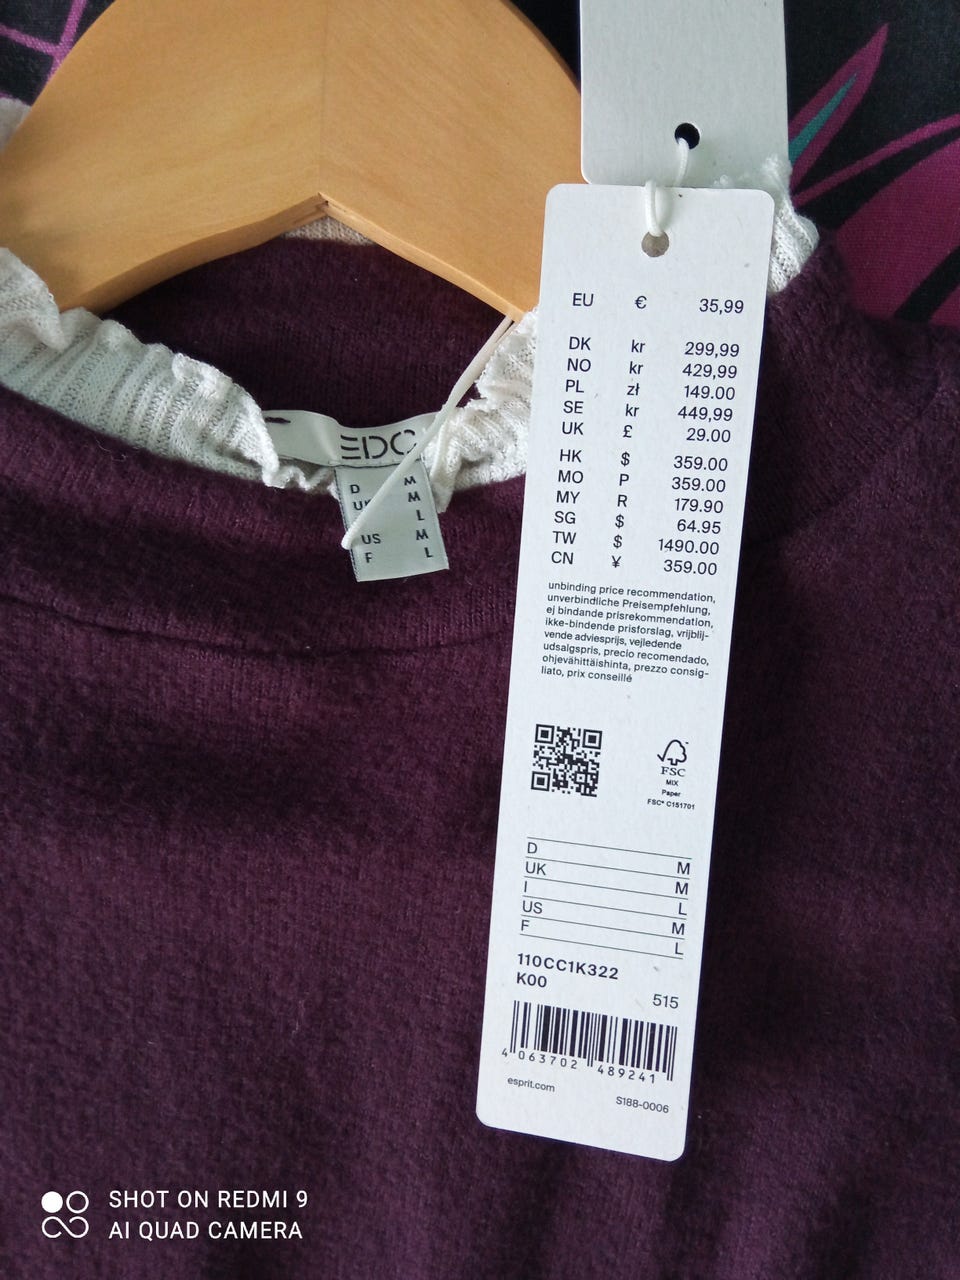 EU € 35,99
DK kr 299,99
NO kr 429,99
PL zł 149.00
SE kr 449,99
UK £ 29.00
HK $ 359.00
MO P 359.00
MY R 179.90
SG $ 64.95
TW $ 1490.00
CN ¥ 359.00
unbinding price recommendation,
unverbindliche Preisempfehlung,
ej bindande prisrekommendation,
ikke-bindende prisforslag, vrijblij-
vende adviesprijs, vejledende
udsalgspris, precio recomendado,
ohjevähittäishinta, prezzo consig-
liato, prix conseillé
FSC
MIX
Paper
FSC® C151701
D M
UK M
I L
US M
F L
110CC1K322
K00
515
4 063702 489241
esprit.com
S188-0006
EDC
D M
M
L
US M
F L
SHOT ON REDMI 9
AI QUAD CAMERA